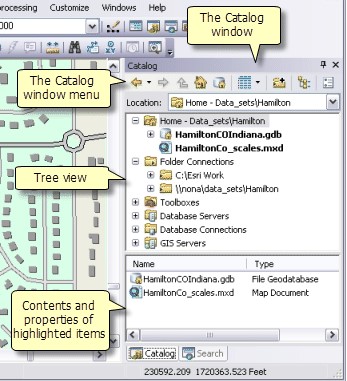 rocessing Customize Windows Help
000
The Catalog
window
Catalog
The Catalog
window menu
Location: Home - Data_sets\Hamilton
Home - Data_sets\Hamilton
HamiltonCOIndiana.gdb
HamiltonCo_scales.mxd
Folder Connections
Tree view
C:\Esri Work
\\nona\data_sets\Hamilton
Toolboxes
Database Servers
Database Connections
GIS Servers
Name Type
HamiltonCOIndiana.gdb File Geodatabase
HamiltonCo_scales.mxd Map Document
Contents and
properties of
highlighted items
Catalog Search
230592.209 1720363.523 Feet